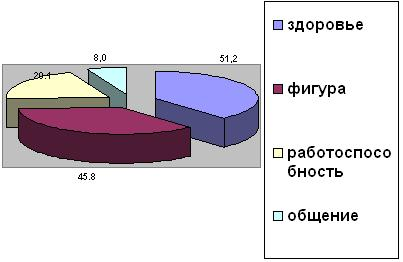 8,0
51,2
20.1
45.8
здоровье
фигура
работоспосо
бность
общение